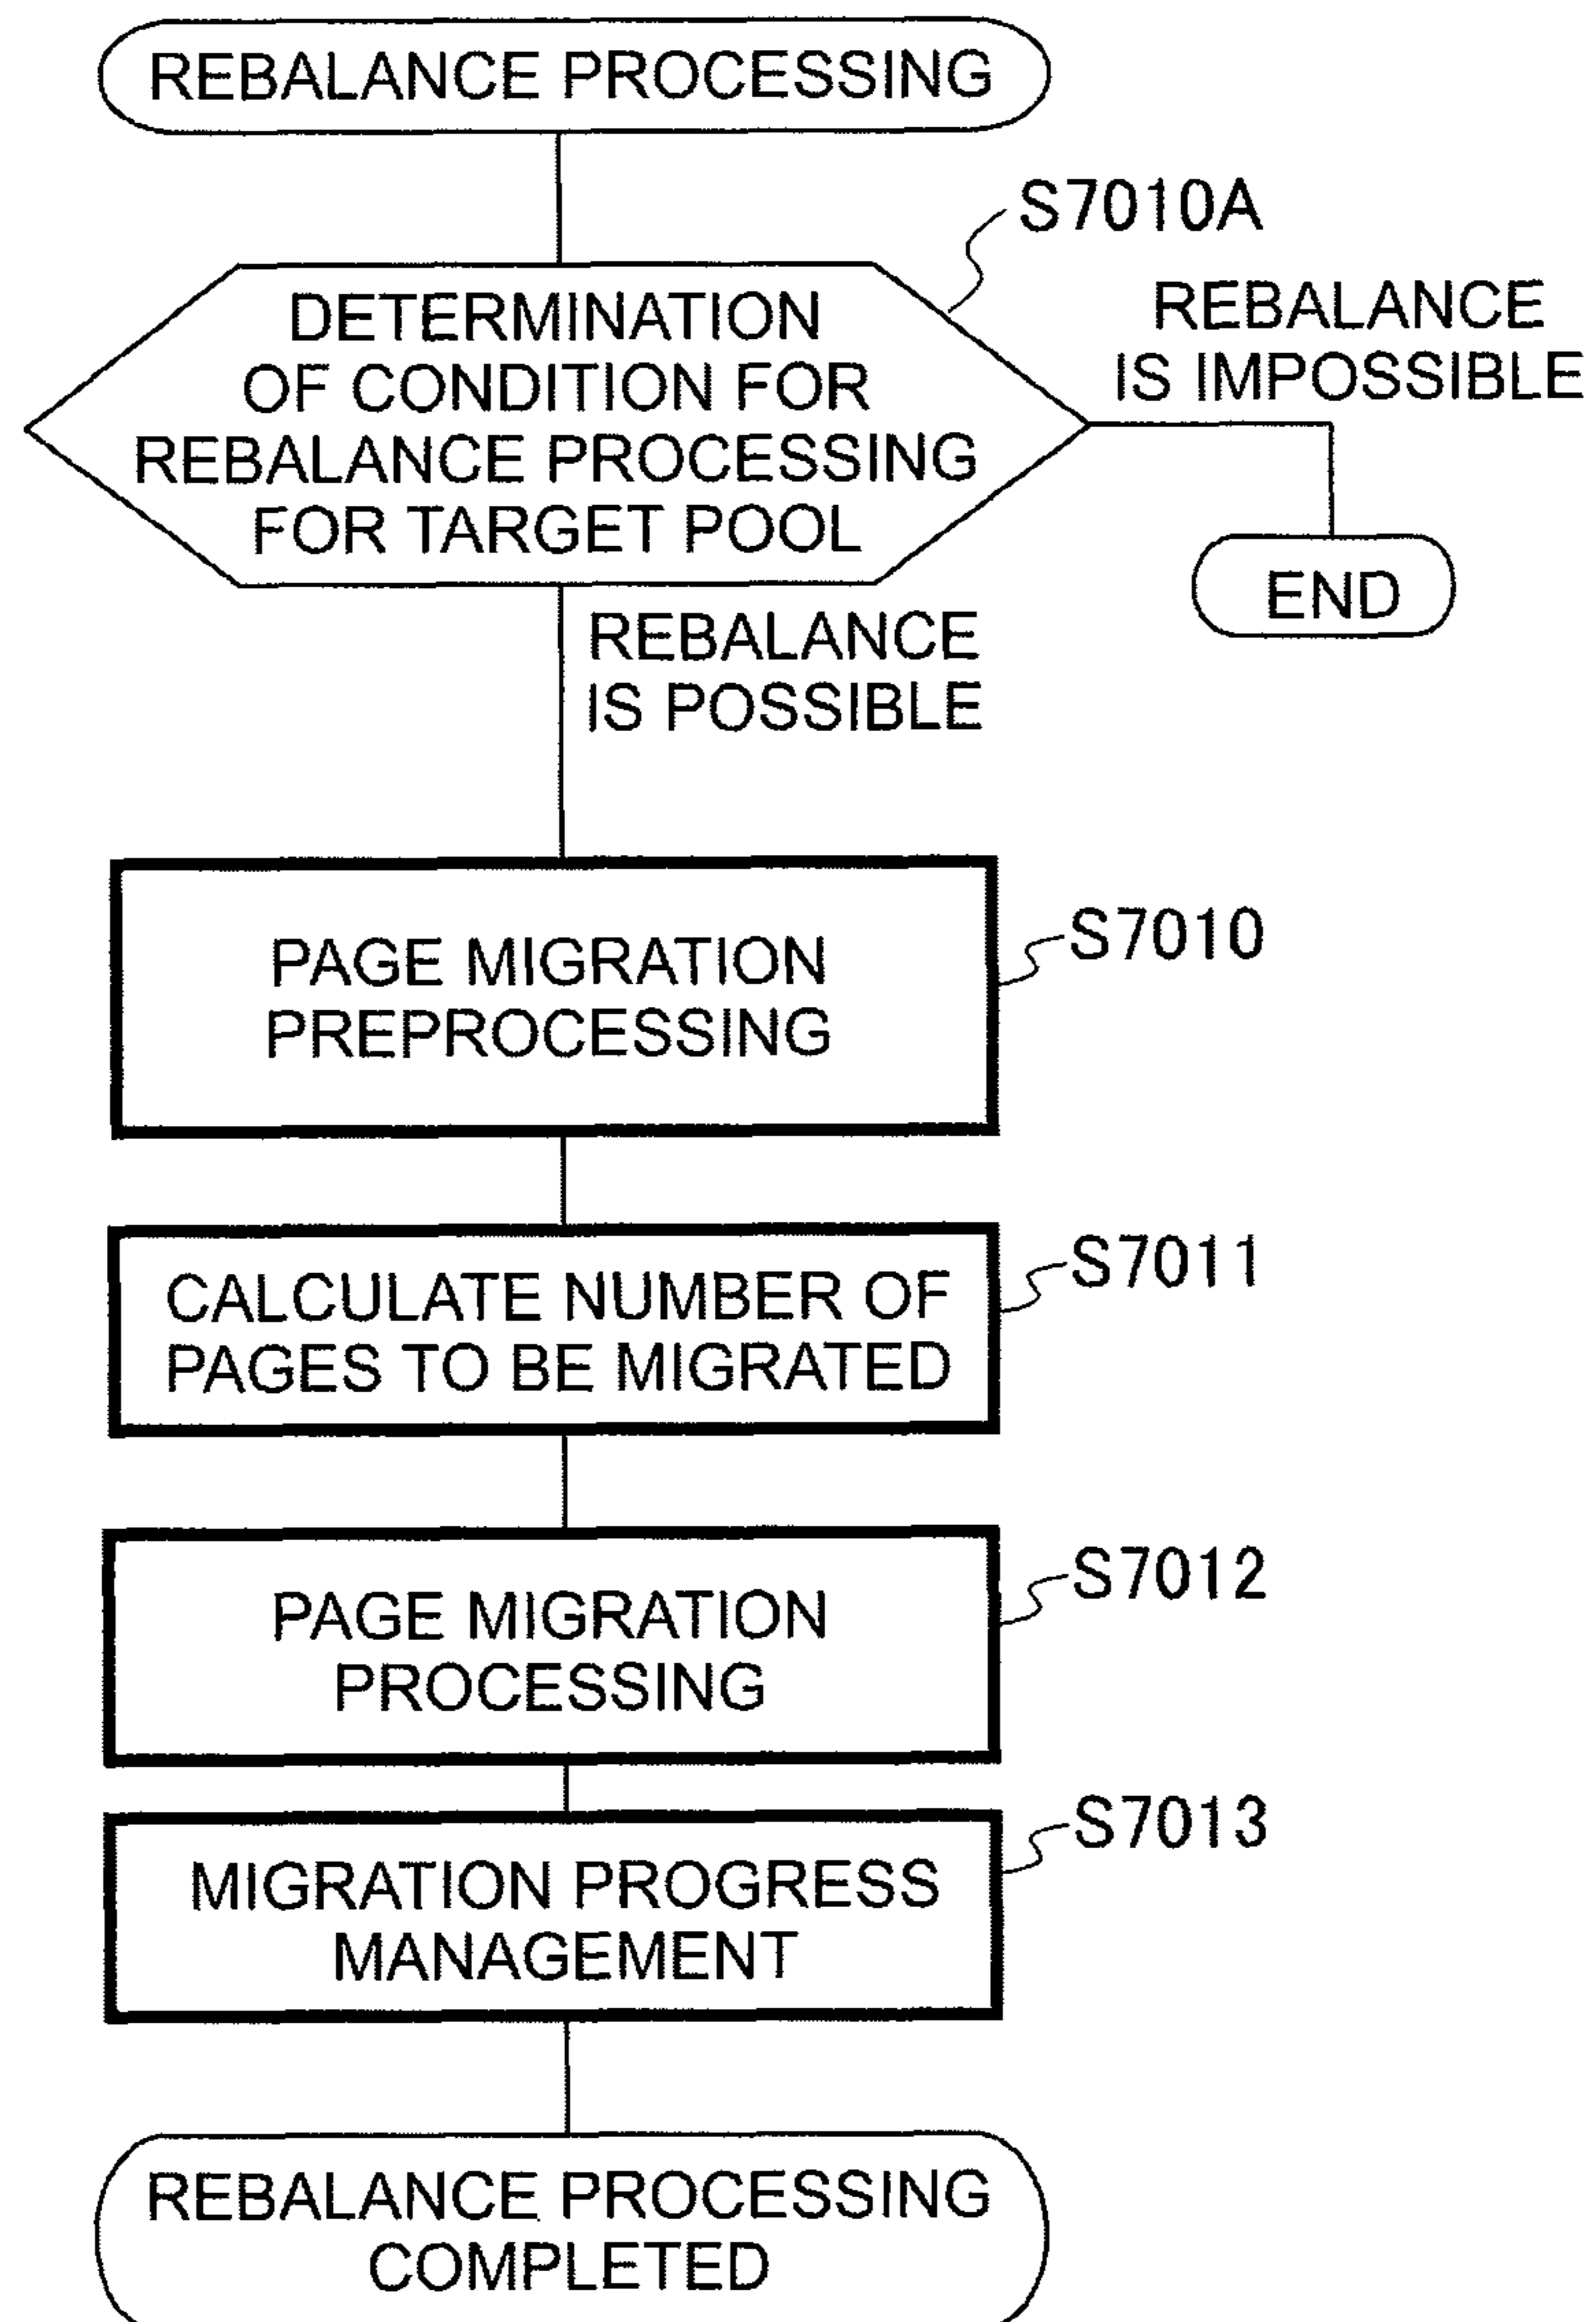 REBALANCE PROCESSING
S7010A
DETERMINATION
OF CONDITION FOR
REBALANCE PROCESSING
FOR TARGET POOL
REBALANCE
IS IMPOSSIBLE
END
REBALANCE
IS POSSIBLE
PAGE MIGRATION
PREPROCESSING
S7010
CALCULATE NUMBER OF
PAGES TO BE MIGRATED
S7011
PAGE MIGRATION
PROCESSING
S7012
MIGRATION PROGRESS
MANAGEMENT
S7013
REBALANCE PROCESSING
COMPLETED